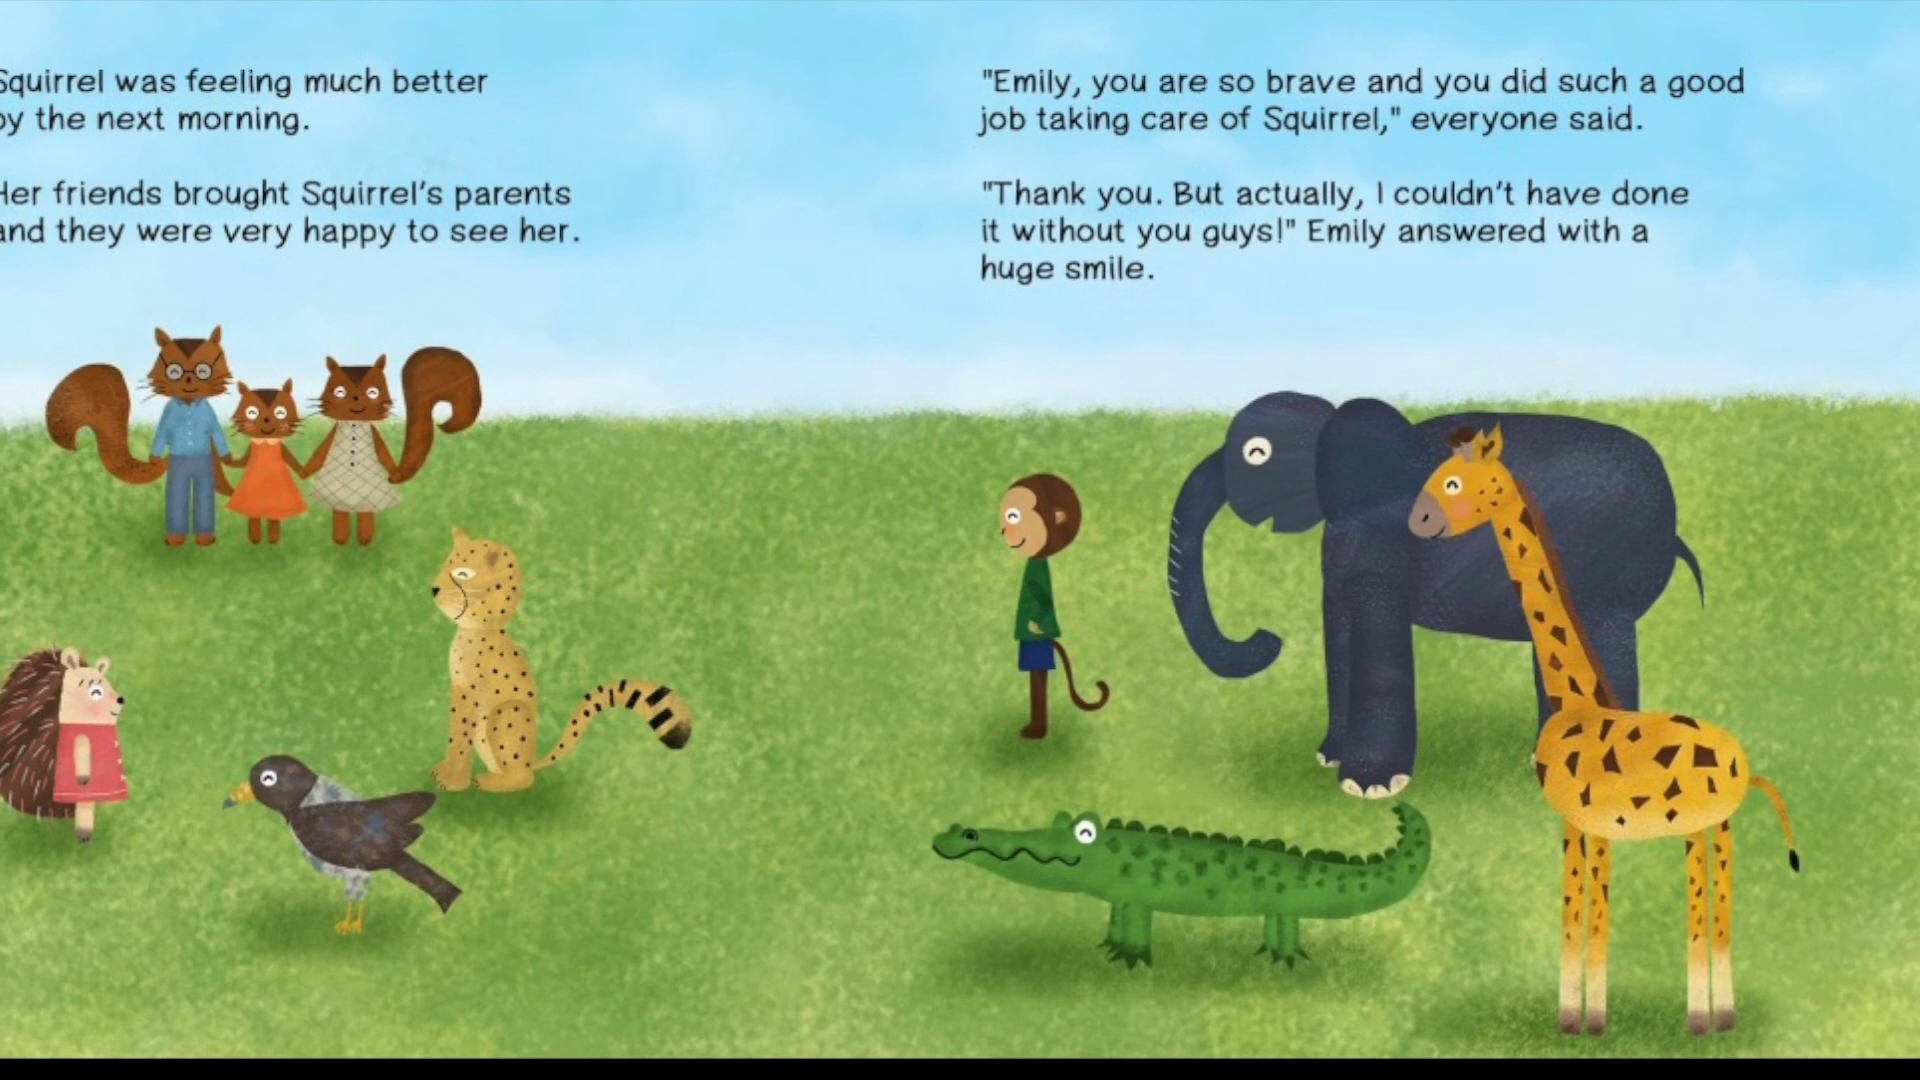 Squirrel was feeling much better
by the next morning.
Her friends brought Squirrel's parents
and they were very happy to see her.
"Emily, you are so brave and you did such a good
job taking care of Squirrel," everyone said.
"Thank you. But actually, I couldn't have done
it without you guys!" Emily answered with a
huge smile.